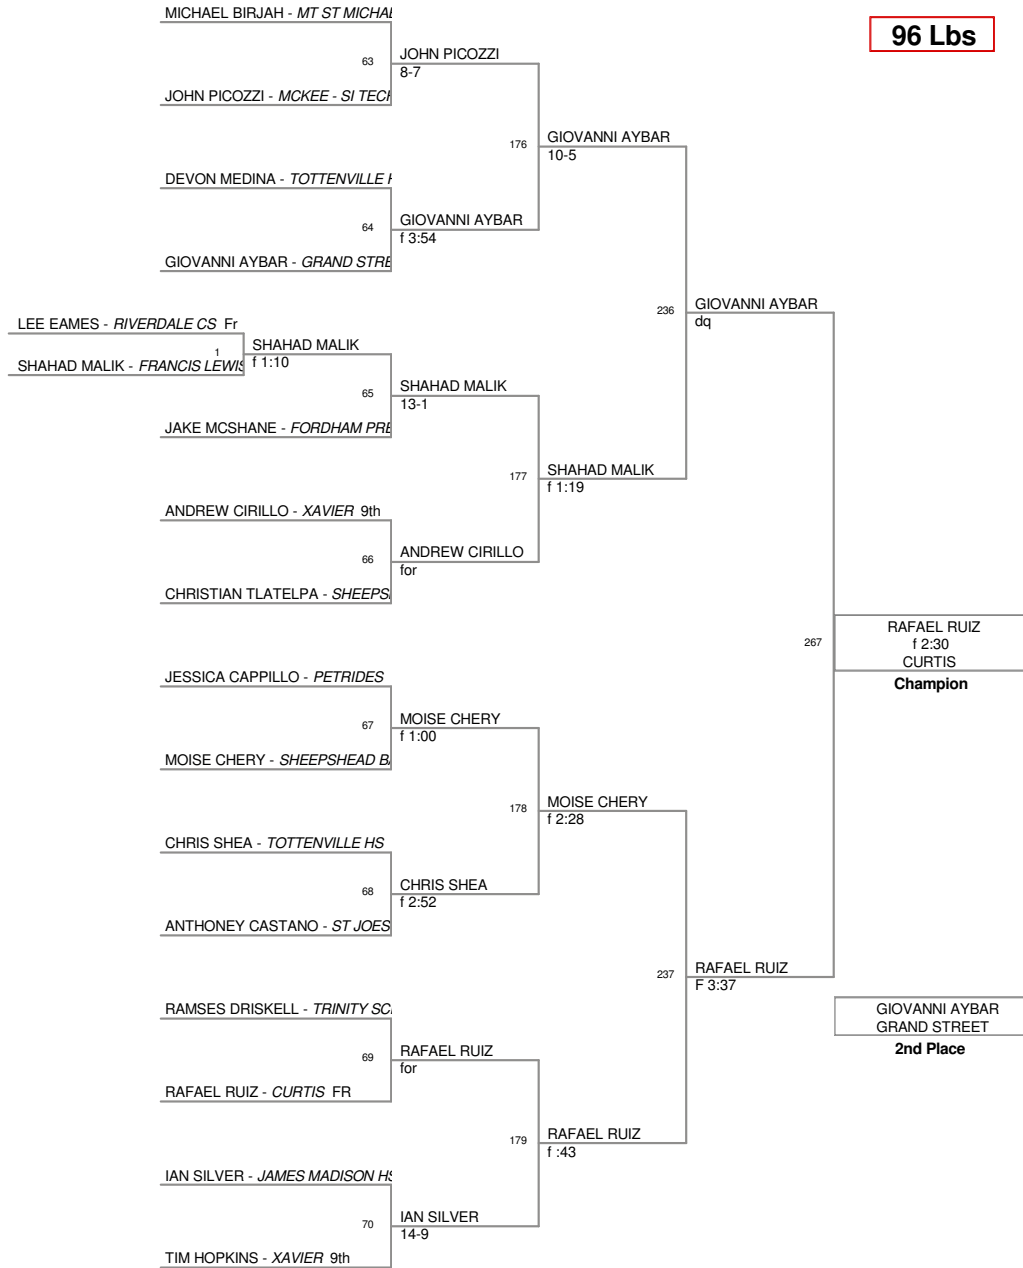 MICHAEL BIRJAH - MT ST MICHAE
96 Lbs
63
JOHN PICOZZI
8-7
JOHN PICOZZI - MCKEE - SI TECH
176
GIOVANNI AYBAR
10-5
DEVON MEDINA - TOTTENVILLE H
64
GIOVANNI AYBAR
f 3:54
GIOVANNI AYBAR - GRAND STRE
236
GIOVANNI AYBAR
dq
LEE EAMES - RIVERDALE CS Fr
1
SHAHAD MALIK
f 1:10
SHAHAD MALIK - FRANCIS LEWIS
65
SHAHAD MALIK
13-1
JAKE MCSHANE - FORDHAM PRE
177
SHAHAD MALIK
f 1:19
ANDREW CIRILLO - XAVIER 9th
66
ANDREW CIRILLO
for
CHRISTIAN TLATELPA - SHEEPS
267
RAFAEL RUIZ
f 2:30
CURTIS
Champion
JESSICA CAPPILLO - PETRIDES
67
MOISE CHERY
f 1:00
MOISE CHERY - SHEEPSHEAD BA
178
MOISE CHERY
f 2:28
CHRIS SHEA - TOTTENVILLE HS
68
CHRIS SHEA
f 2:52
ANTHONEY CASTANO - ST JOES
237
RAFAEL RUIZ
F 3:37
RAMSES DRISKELL - TRINITY SC
GIOVANNI AYBAR
GRAND STREET
2nd Place
69
RAFAEL RUIZ
for
RAFAEL RUIZ - CURTIS FR
179
RAFAEL RUIZ
f :43
IAN SILVER - JAMES MADISON HS
70
IAN SILVER
14-9
TIM HOPKINS - XAVIER 9th